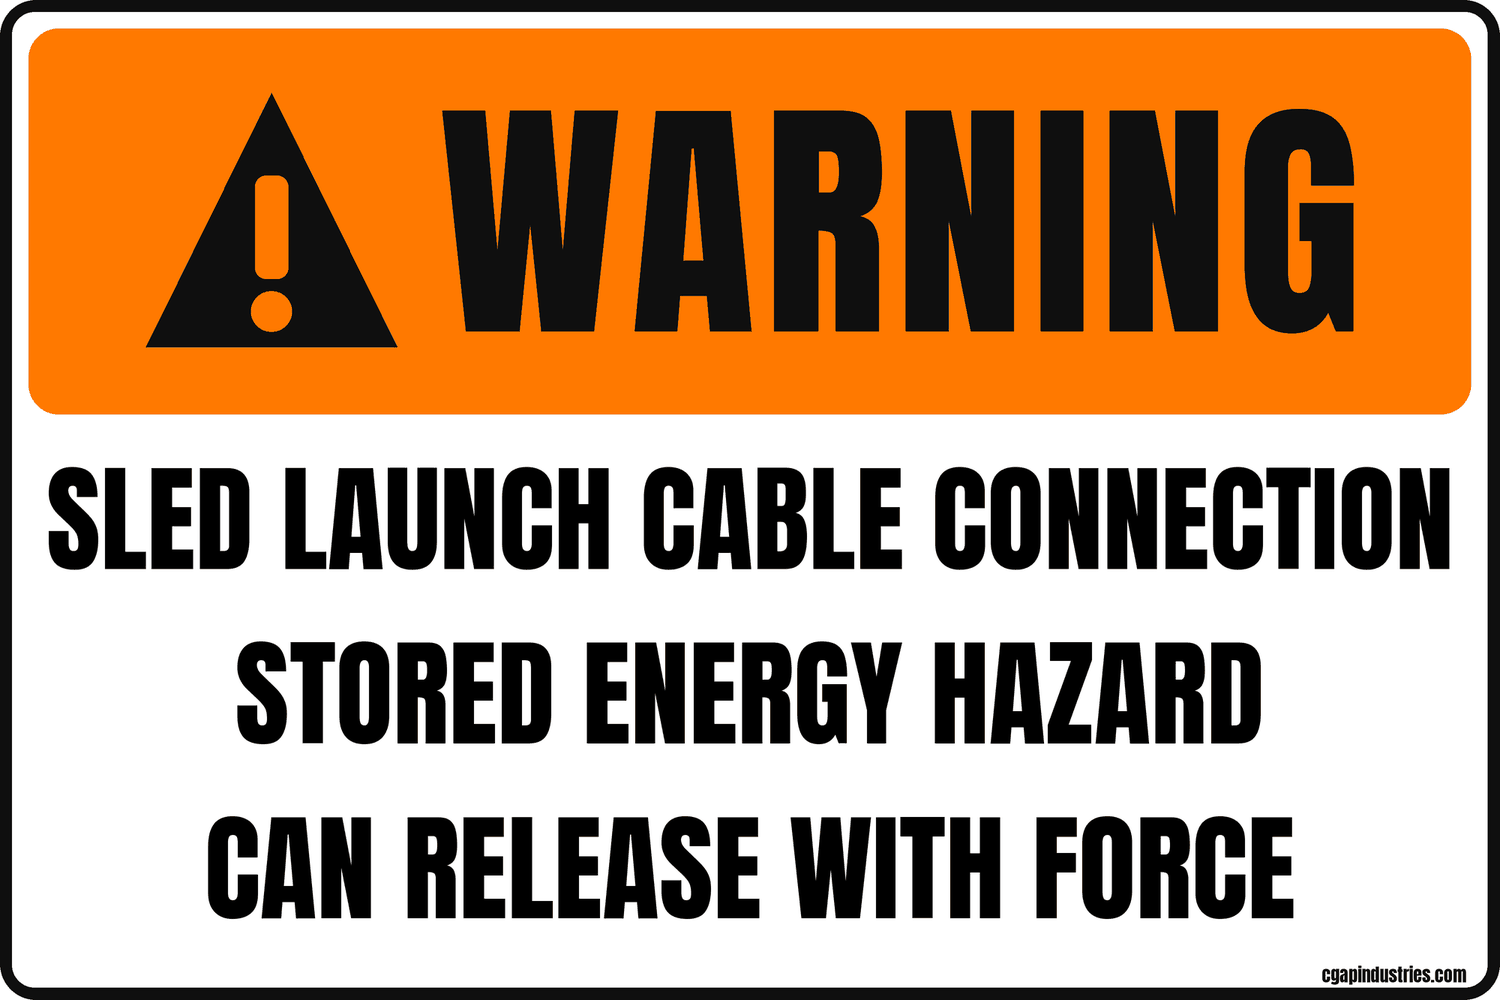 WARNING
SLED LAUNCH CABLE CONNECTION
STORED ENERGY HAZARD
CAN RELEASE WITH FORCE
cgapindustries.com